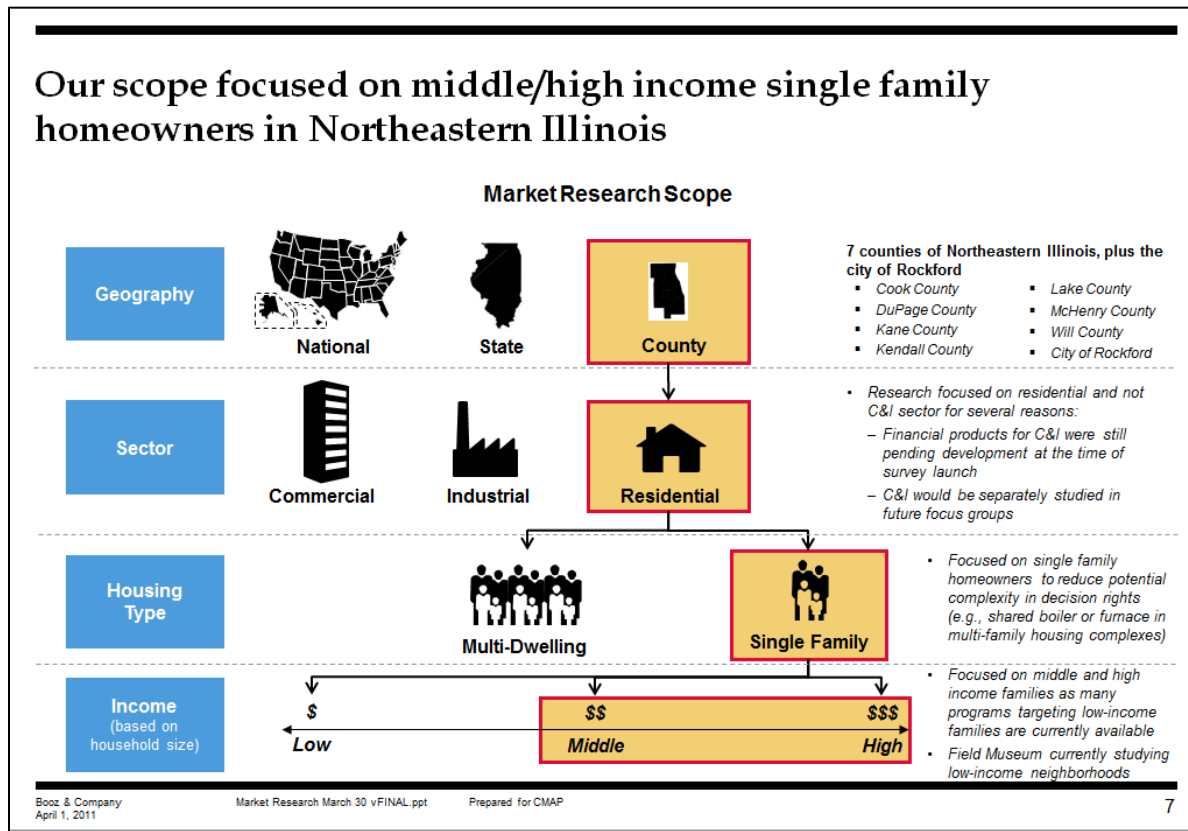 Our scope focused on middle/high income single family
homeowners in Northeastern Illinois
Market Research Scope
Geography
National
State
County
7 counties of Northeastern Illinois, plus the
city of Rockford
▪ Cook County
▪ DuPage County
▪ Kane County
▪ Kendall County
▪ Lake County
▪ McHenry County
▪ Will County
▪ City of Rockford
Sector
Commercial
Industrial
Residential
• Research focused on residential and not
C&I sector for several reasons:
– Financial products for C&I were still
pending development at the time of
survey launch
– C&I would be separately studied in
future focus groups
Housing
Type
Multi-Dwelling
Single Family
• Focused on single family
homeowners to reduce potential
complexity in decision rights
(e.g., shared boiler or furnace in
multi-family housing complexes)
Income
(based on
household size)
$
$$
$$$
Low
Middle
High
• Focused on middle and high
income families as many
programs targeting low-income
families are currently available
• Field Museum currently studying
low-income neighborhoods
Booz & Company
April 1, 2011
Market Research March 30 vFINAL.ppt
Prepared for CMAP
7